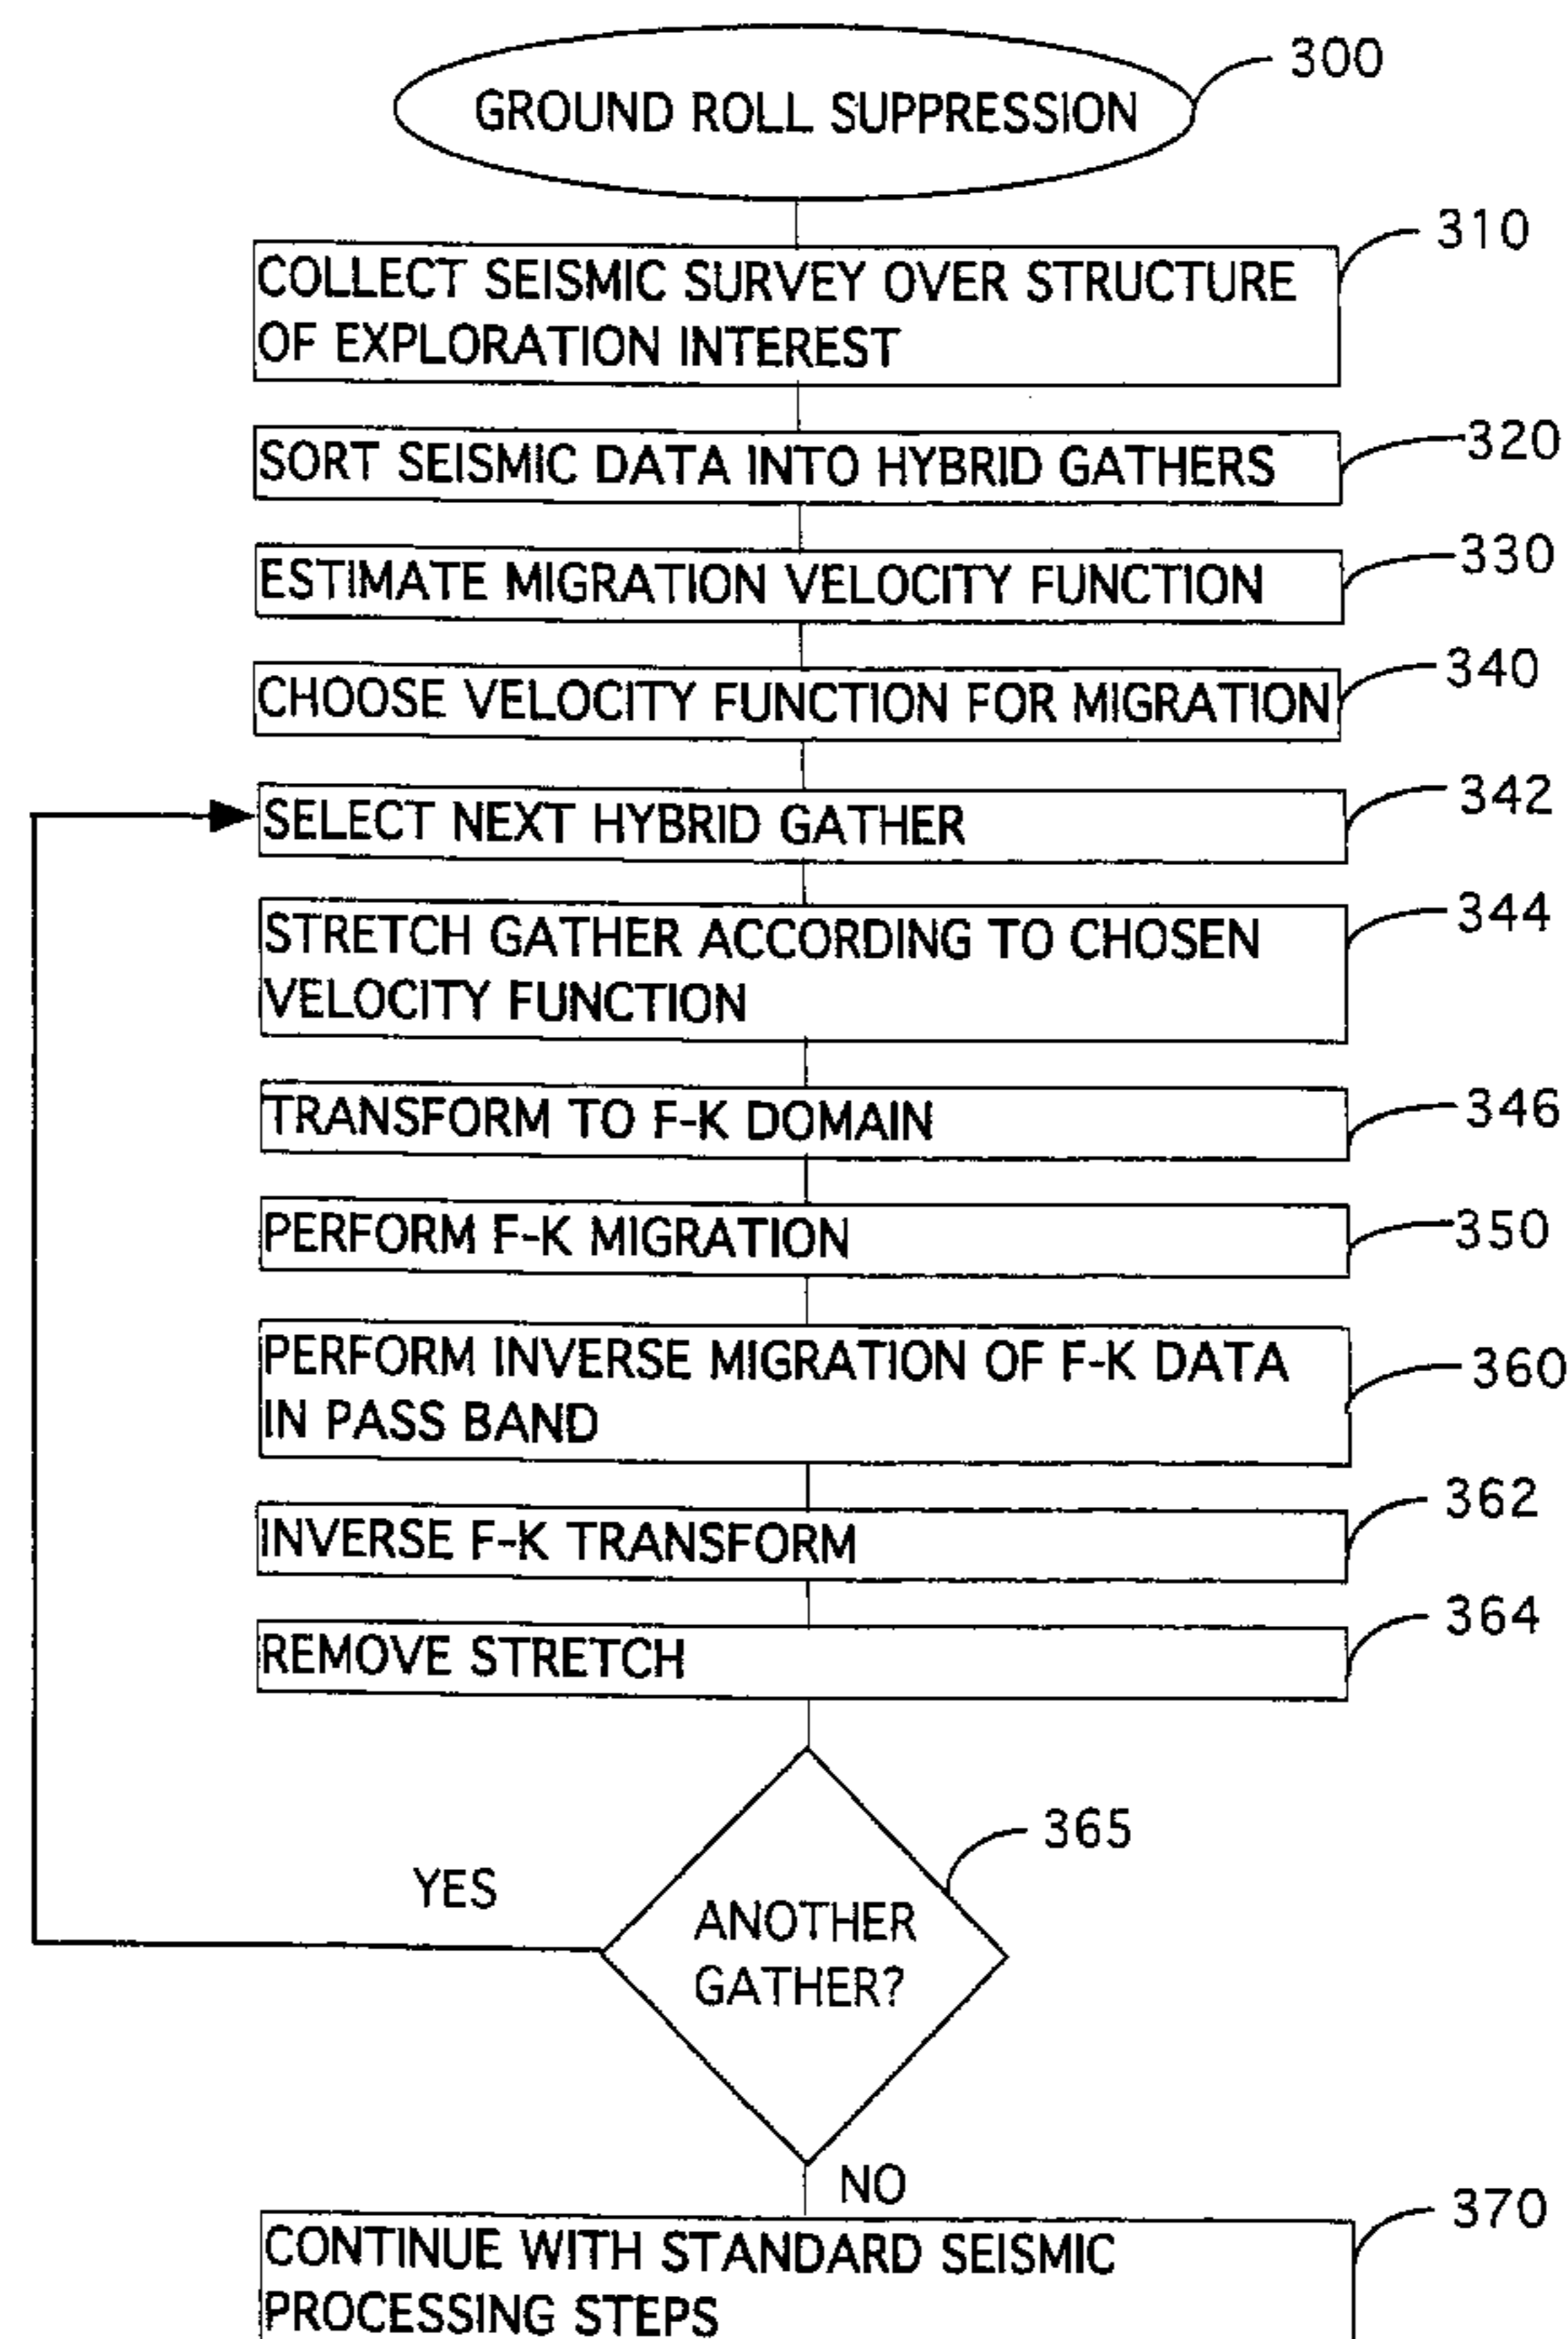 300
GROUND ROLL SUPPRESSION
310
COLLECT SEISMIC SURVEY OVER STRUCTURE
OF EXPLORATION INTEREST
320
SORT SEISMIC DATA INTO HYBRID GATHERS
330
ESTIMATE MIGRATION VELOCITY FUNCTION
340
CHOOSE VELOCITY FUNCTION FOR MIGRATION
342
SELECT NEXT HYBRID GATHER
344
STRETCH GATHER ACCORDING TO CHOSEN
VELOCITY FUNCTION
346
TRANSFORM TO F-K DOMAIN
350
PERFORM F-K MIGRATION
360
PERFORM INVERSE MIGRATION OF F-K DATA
IN PASS BAND
362
INVERSE F-K TRANSFORM
364
REMOVE STRETCH
365
YES
ANOTHER
GATHER?
NO
370
CONTINUE WITH STANDARD SEISMIC
PROCESSING STEPS